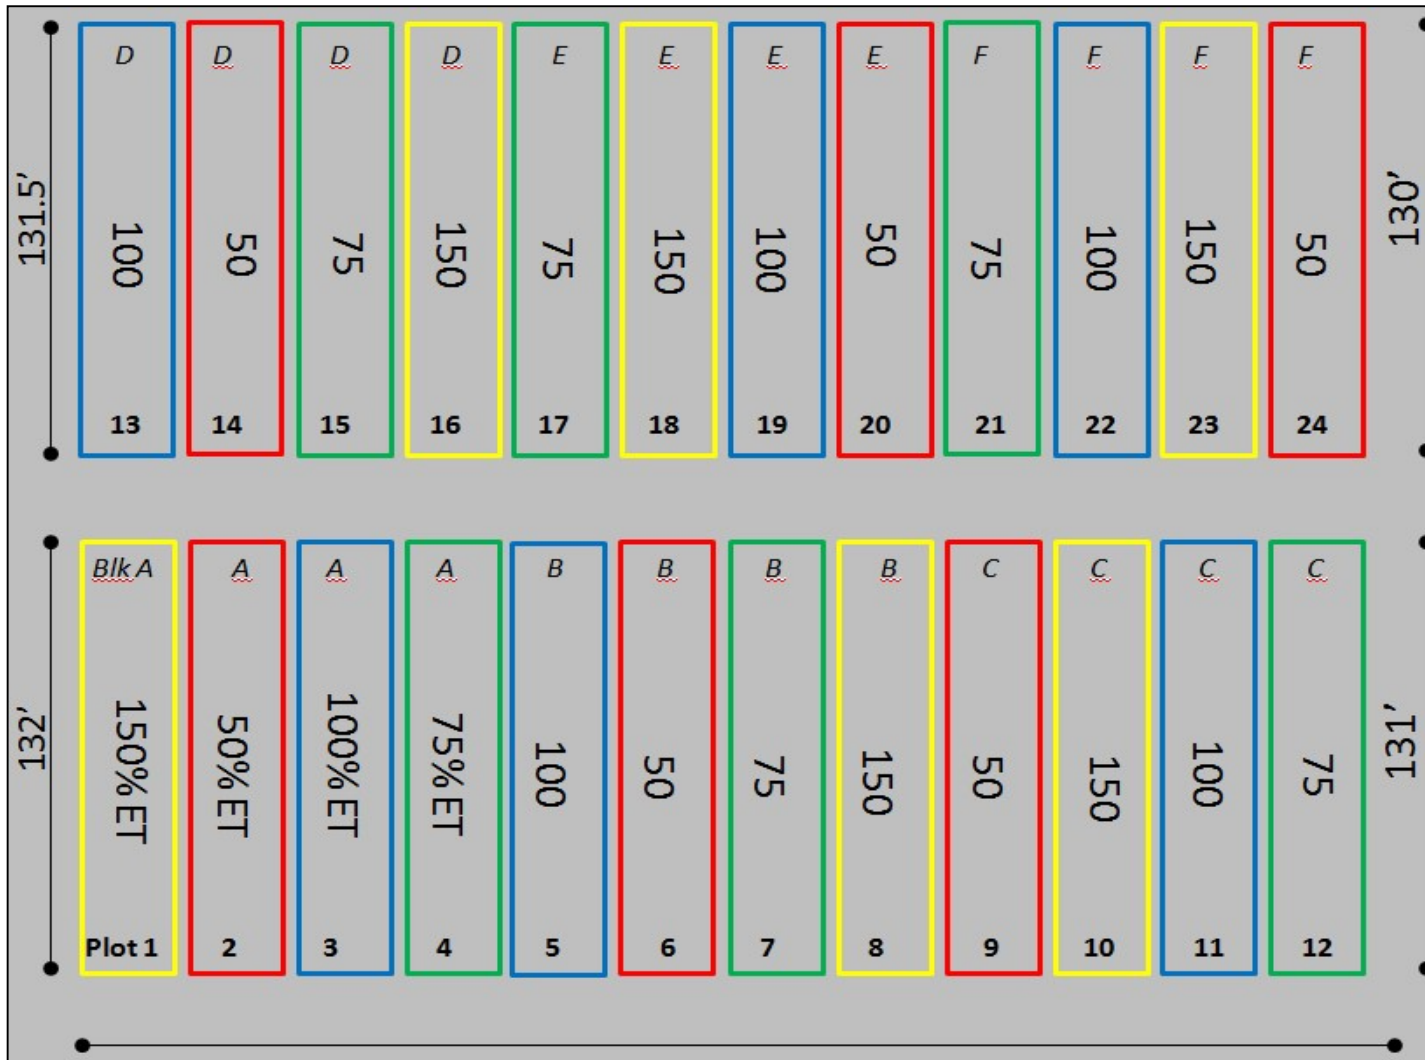 D D D D E E E E F F F F
131.5’ 130’
100 50 75 150 75 150 100 50 75 100 150 50
13 14 15 16 17 18 19 20 21 22 23 24
Blk A A A A B B B B C C C C
132’ 131’
150%ET 50%ET 100%ET 75%ET 100 50 75 150 50 150 100 75
Plot 1 2 3 4 5 6 7 8 9 10 11 12